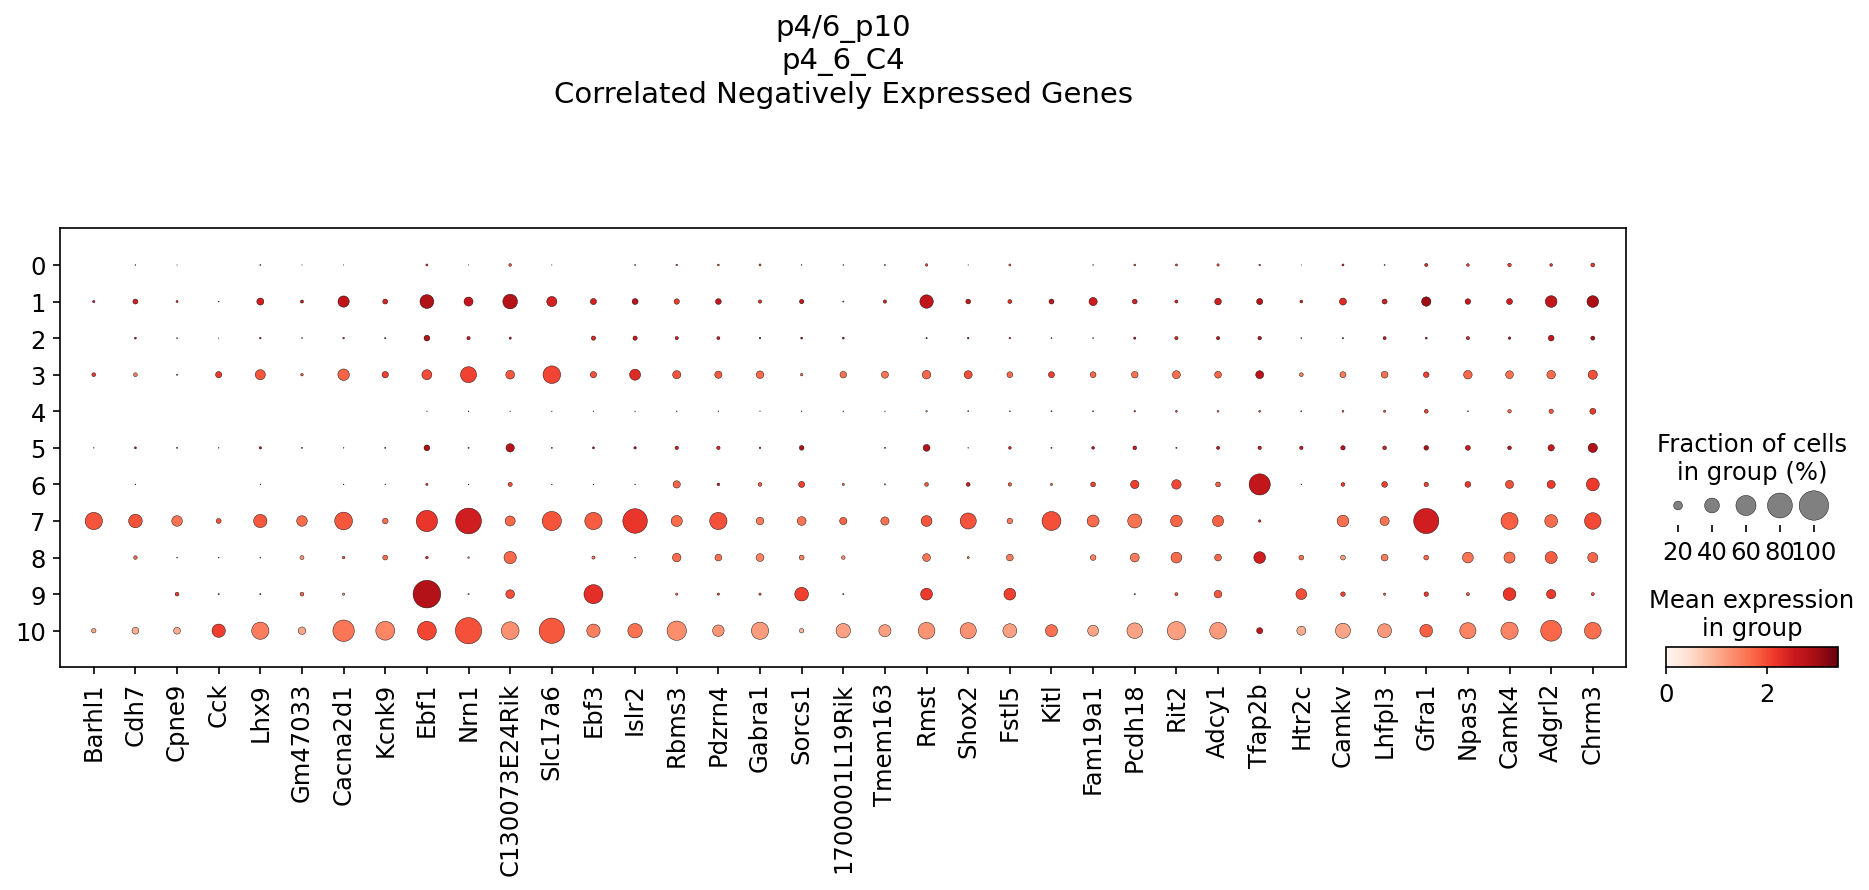 p4/6_p10
p4_6_C4
Correlated Negatively Expressed Genes
0
1
2
3
4
5
6
7
8
9
10
Barhl1
Cdh7
Cpne9
Cck
Lhx9
Gm47033
Cacna2d1
Kcnk9
Ebf1
Nrn1
C130073E24Rik
Slc17a6
Ebf3
Islr2
Rbms3
Pdzrn4
Gabra1
Sorcs1
1700001L19Rik
Tmem163
Rmst
Shox2
Fstl5
Kitl
Fam19a1
Pcdh18
Rit2
Adcy1
Tfap2b
Htr2c
Camkv
Lhfpl3
Gfra1
Npas3
Camk4
Adgrl2
Chrm3
Fraction of cells
in group (%)
20 40 60 80 100
Mean expression
in group
0 2